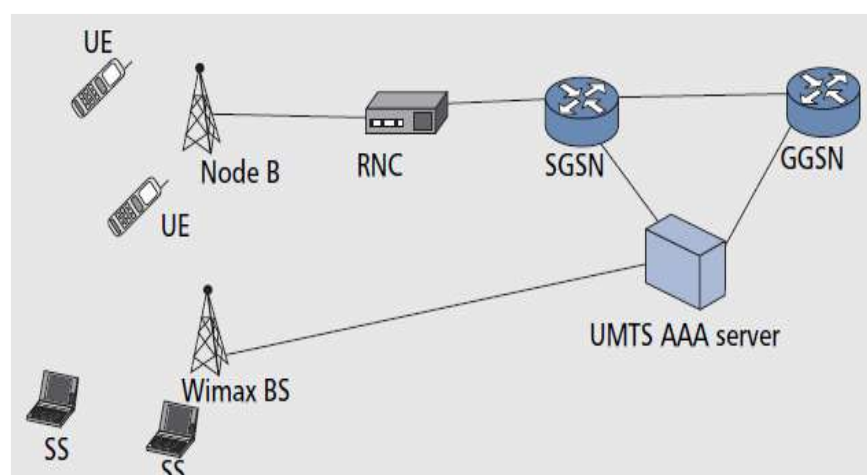 UE
Node B
RNC
SGSN
GGSN
UE
UMTS AAA server
Wimax BS
SS
SS